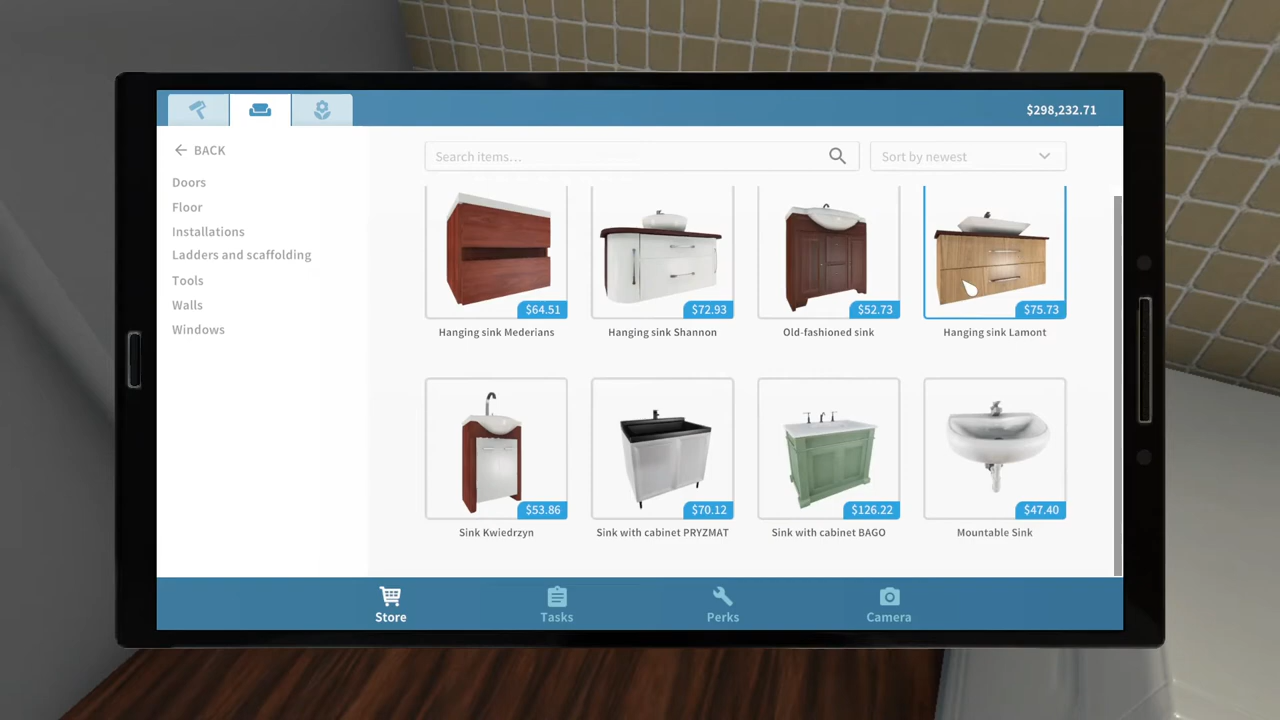 $298,232.71
BACK
Search items...
Sort by newest
Doors
Floor
Installations
Ladders and scaffolding
Tools
Walls
Windows
$64.51
$72.93
$52.73
$75.73
Hanging sink Mederians
Hanging sink Shannon
Old-fashioned sink
Hanging sink Lamont
$53.86
$70.12
$126.22
$47.40
Sink Kwiedrzyn
Sink with cabinet PRYZMAT
Sink with cabinet BAGO
Mountable Sink
Store
Tasks
Perks
Camera